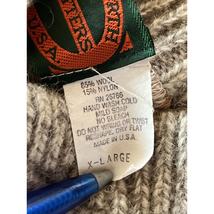 U.S.A.
85% WOOL
15% NYLON
RN 26766
HAND WASH COLD
MILD SOAP
NO BLEACH
DO NOT WRING OR TWIST
RESHAPE. DRY FLAT
MADE IN U.S.A.
X-LARGE